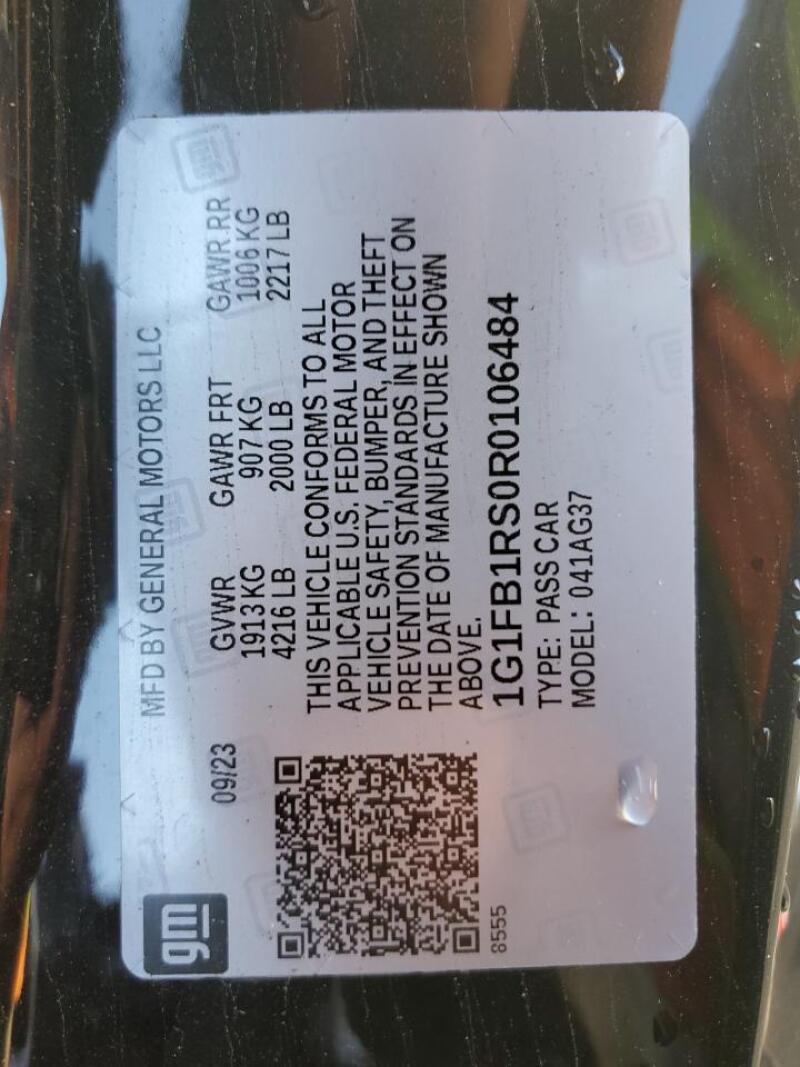 gm
MFD BY GENERAL MOTORS LLC
09/23
GVWR GAWR FRT GAWR RR
1913 KG 907 KG 1006 KG
4216 LB 2000 LB 2217 LB
THIS VEHICLE CONFORMS TO ALL
APPLICABLE U.S. FEDERAL MOTOR
VEHICLE SAFETY, BUMPER, AND THEFT
PREVENTION STANDARDS IN EFFECT ON
THE DATE OF MANUFACTURE SHOWN
ABOVE.
1G1FB1RS0R0106484
TYPE: PASS CAR
MODEL: 041AG37
8555